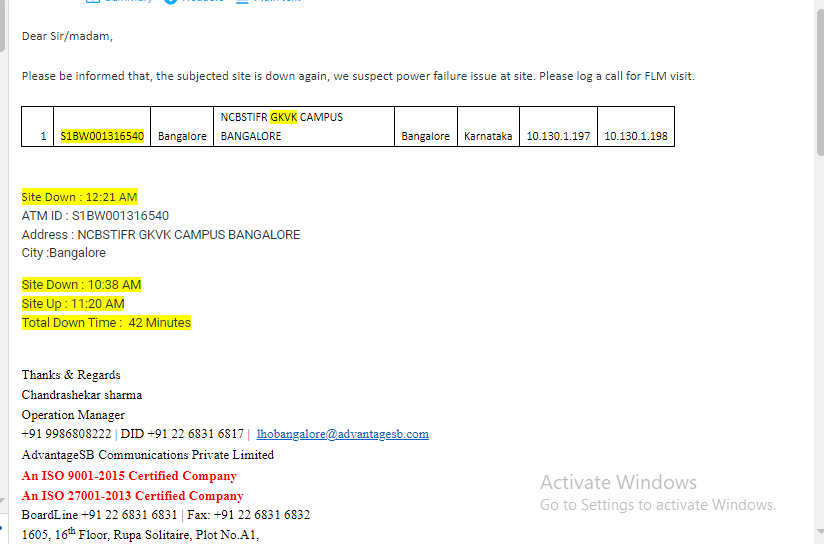 Dear Sir/madam,
Please be informed that, the subjected site is down again, we suspect power failure issue at site. Please log a call for FLM visit.
1 S1BW001316540 Bangalore NCBSTIFR GKVK CAMPUS BANGALORE Bangalore Karnataka 10.130.1.197 10.130.1.198
Site Down : 12:21 AM
ATM ID : S1BW001316540
Address : NCBSTIFR GKVK CAMPUS BANGALORE
City :Bangalore
Site Down : 10:38 AM
Site Up : 11:20 AM
Total Down Time :  42 Minutes
Thanks & Regards
Chandrashekar sharma
Operation Manager
+91 9986808222 | DID +91 22 6831 6817 |  lhobangalore@advantagesb.com
AdvantageSB Communications Private Limited
An ISO 9001-2015 Certified Company
An ISO 27001-2013 Certified Company
BoardLine +91 22 6831 6831 | Fax: +91 22 6831 6832
1605, 16th Floor, Rupa Solitaire, Plot No.A1,
Activate Windows
Go to Settings to activate Windows.